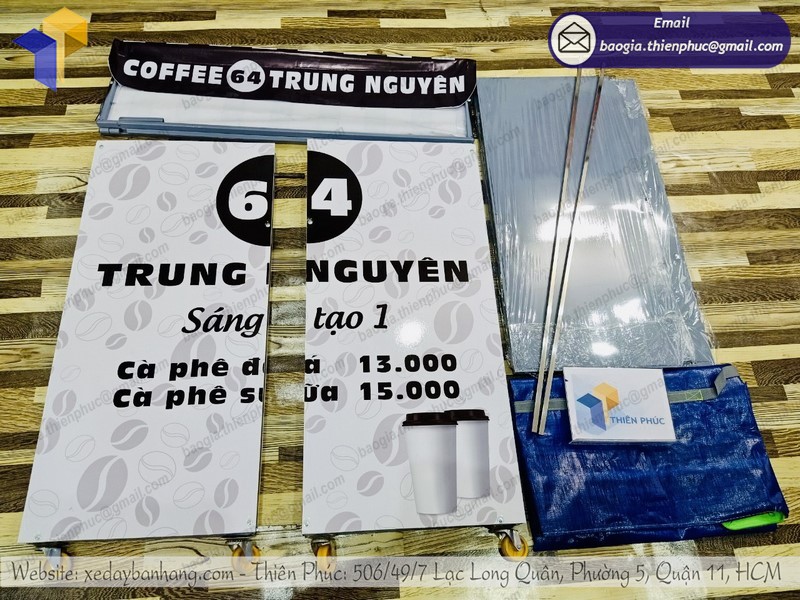 Email
baogia.thienphuc@gmail.com
COFFEE 64 TRUNG NGUYÊN
64
TRUNG NGUYÊN
Sáng tạo 1
Cà phê đá 13.000
Cà phê sữa 15.000
THIÊN PHÚC
Website: xedaybanhang.com - Thiên Phúc: 506/49/7 Lạc Long Quân, Phường 5, Quận 11, HCM